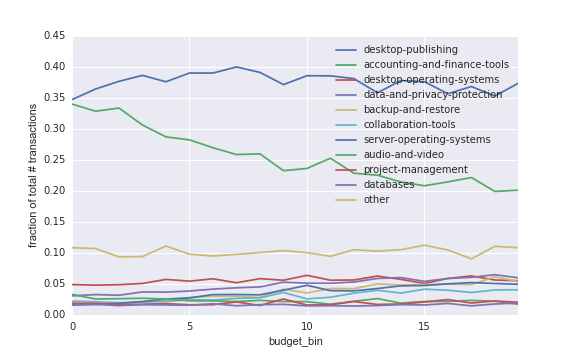 0.45
0.40
0.35
0.30
0.25
0.20
0.15
0.10
0.05
0.00
fraction of total # transactions
desktop-publishing
accounting-and-finance-tools
desktop-operating-systems
data-and-privacy-protection
backup-and-restore
collaboration-tools
server-operating-systems
audio-and-video
project-management
databases
other
0 5 10 15
budget_bin